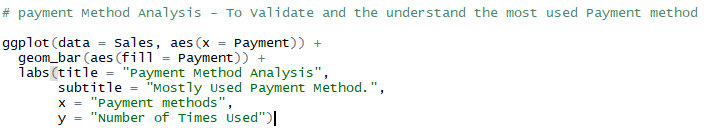 # payment Method Analysis - To Validate and the understand the most used Payment method
ggplot(data = Sales, aes(x = Payment)) +
  geom_bar(aes(fill = Payment)) +
  labs(title = "Payment Method Analysis",
       subtitle = "Mostly Used Payment Method.",
       x = "Payment methods",
       y = "Number of Times Used")